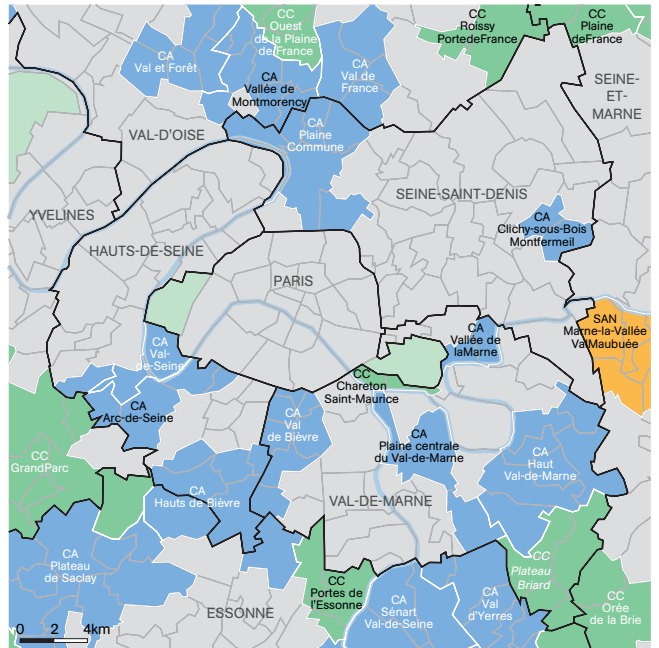 CC
Ouest
de la Plaine
de France
CC
Roissy
PortedeFrance
CC
Plaine
deFrance
CA
Val et Forêt
CA
Vallée de
Montmorency
CA
Val de
France
SEINE-
ET-
MARNE
VAL-D'OISE
CA
Plaine
Commune
SEINE-SAINT-DENIS
YVELINES
CA
Clichy-sous-Bois
Montfermeil
HAUTS-DE-SEINE
PARIS
SAN
Marne-la-Vallée
ValMaubuée
CA
Val-
de-Seine
CA
Vallée de
laMarne
CC
Chareton
Saint-Maurice
CA
Arc-de-Seine
CA
Val
de Bièvre
CA
Plaine centrale
du Val-de-Marne
CC
GrandParc
CA
Haut
Val-de-Marne
CA
Hauts de Bièvre
VAL-DE-MARNE
CA
Plateau
de Saclay
CC
Plateau
Briard
CC
Portes de
l'Essonne
CA
Sénart
Val-de-Seine
CA
Val
d'Yerres
CC
Orée
de la Brie
ESSONNE
0 2 4km